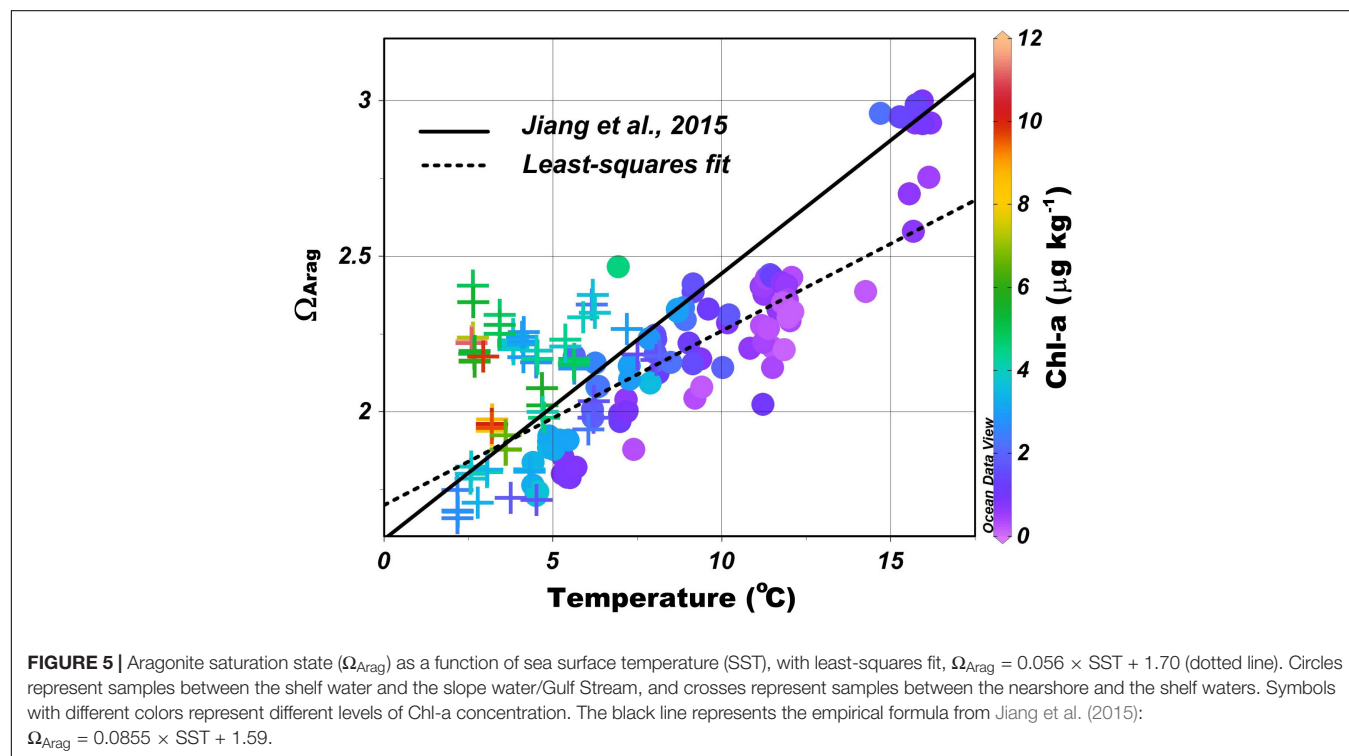 12
3
10
Jiang et al., 2015
Least-squares fit
8
2.5
6
ΩArag
Chl-a (µg kg-1)
4
2
2
Ocean Data View
0
0
5
10
15
Temperature (°C)
FIGURE 5 | Aragonite saturation state (ΩArag) as a function of sea surface temperature (SST), with least-squares fit, ΩArag = 0.056 × SST + 1.70 (dotted line). Circles
represent samples between the shelf water and the slope water/Gulf Stream, and crosses represent samples between the nearshore and the shelf waters. Symbols
with different colors represent different levels of Chl-a concentration. The black line represents the empirical formula from Jiang et al. (2015):
ΩArag = 0.0855 × SST + 1.59.